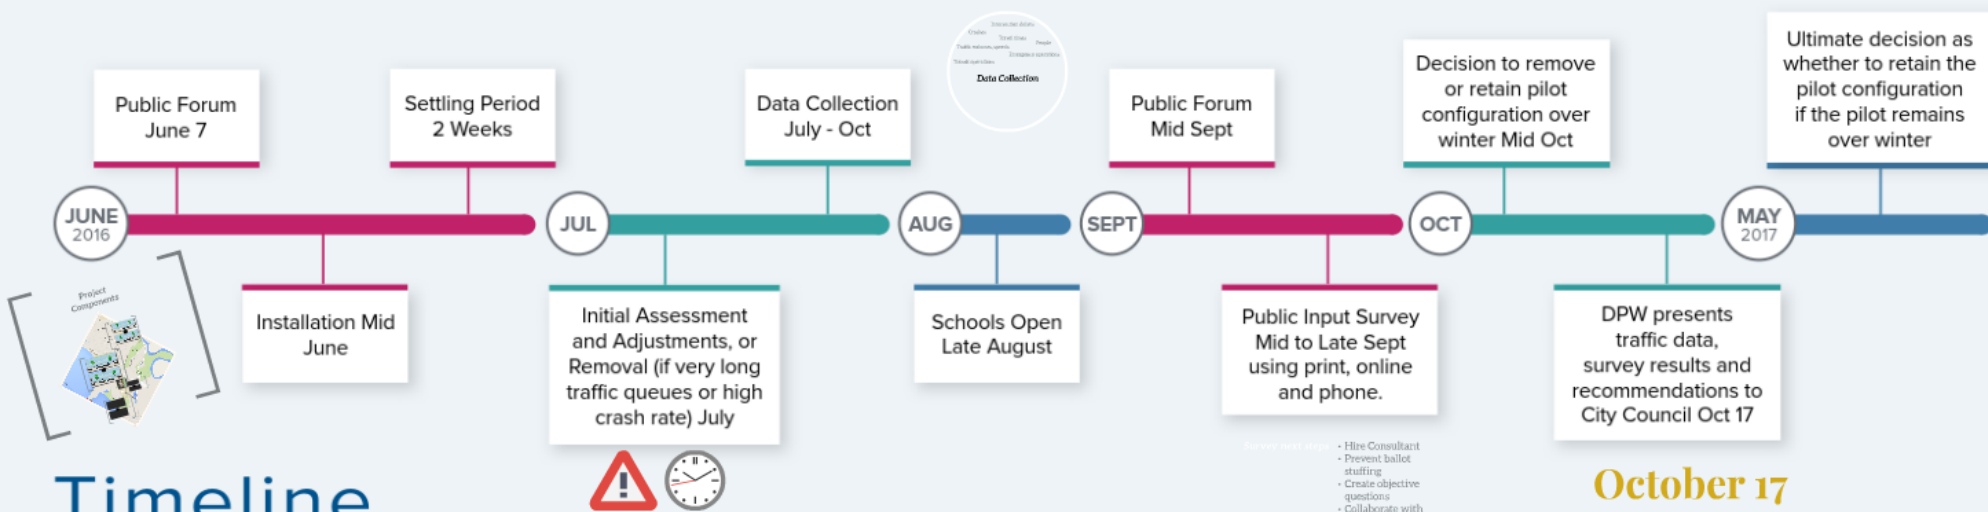 Public Forum
June 7
Settling Period
2 Weeks
Data Collection
July - Oct
Data Collection
Public Forum
Mid Sept
Decision to remove
or retain pilot
configuration over
winter Mid Oct
Ultimate decision as
whether to retain the
pilot configuration
if the pilot remains
over winter
JUNE
2016
JUL
AUG
SEPT
OCT
MAY
2017
Project
Components
Installation Mid
June
Initial Assessment
and Adjustments, or
Removal (if very long
traffic queues or high
crash rate) July
Schools Open
Late August
Public Input Survey
Mid to Late Sept
using print, online
and phone.
DPW presents
traffic data,
survey results and
recommendations to
City Council Oct 17
• Hire Consultant
• Prevent ballot
stuffing
• Create objective
questions
• Collaborate with
October 17
Timeline